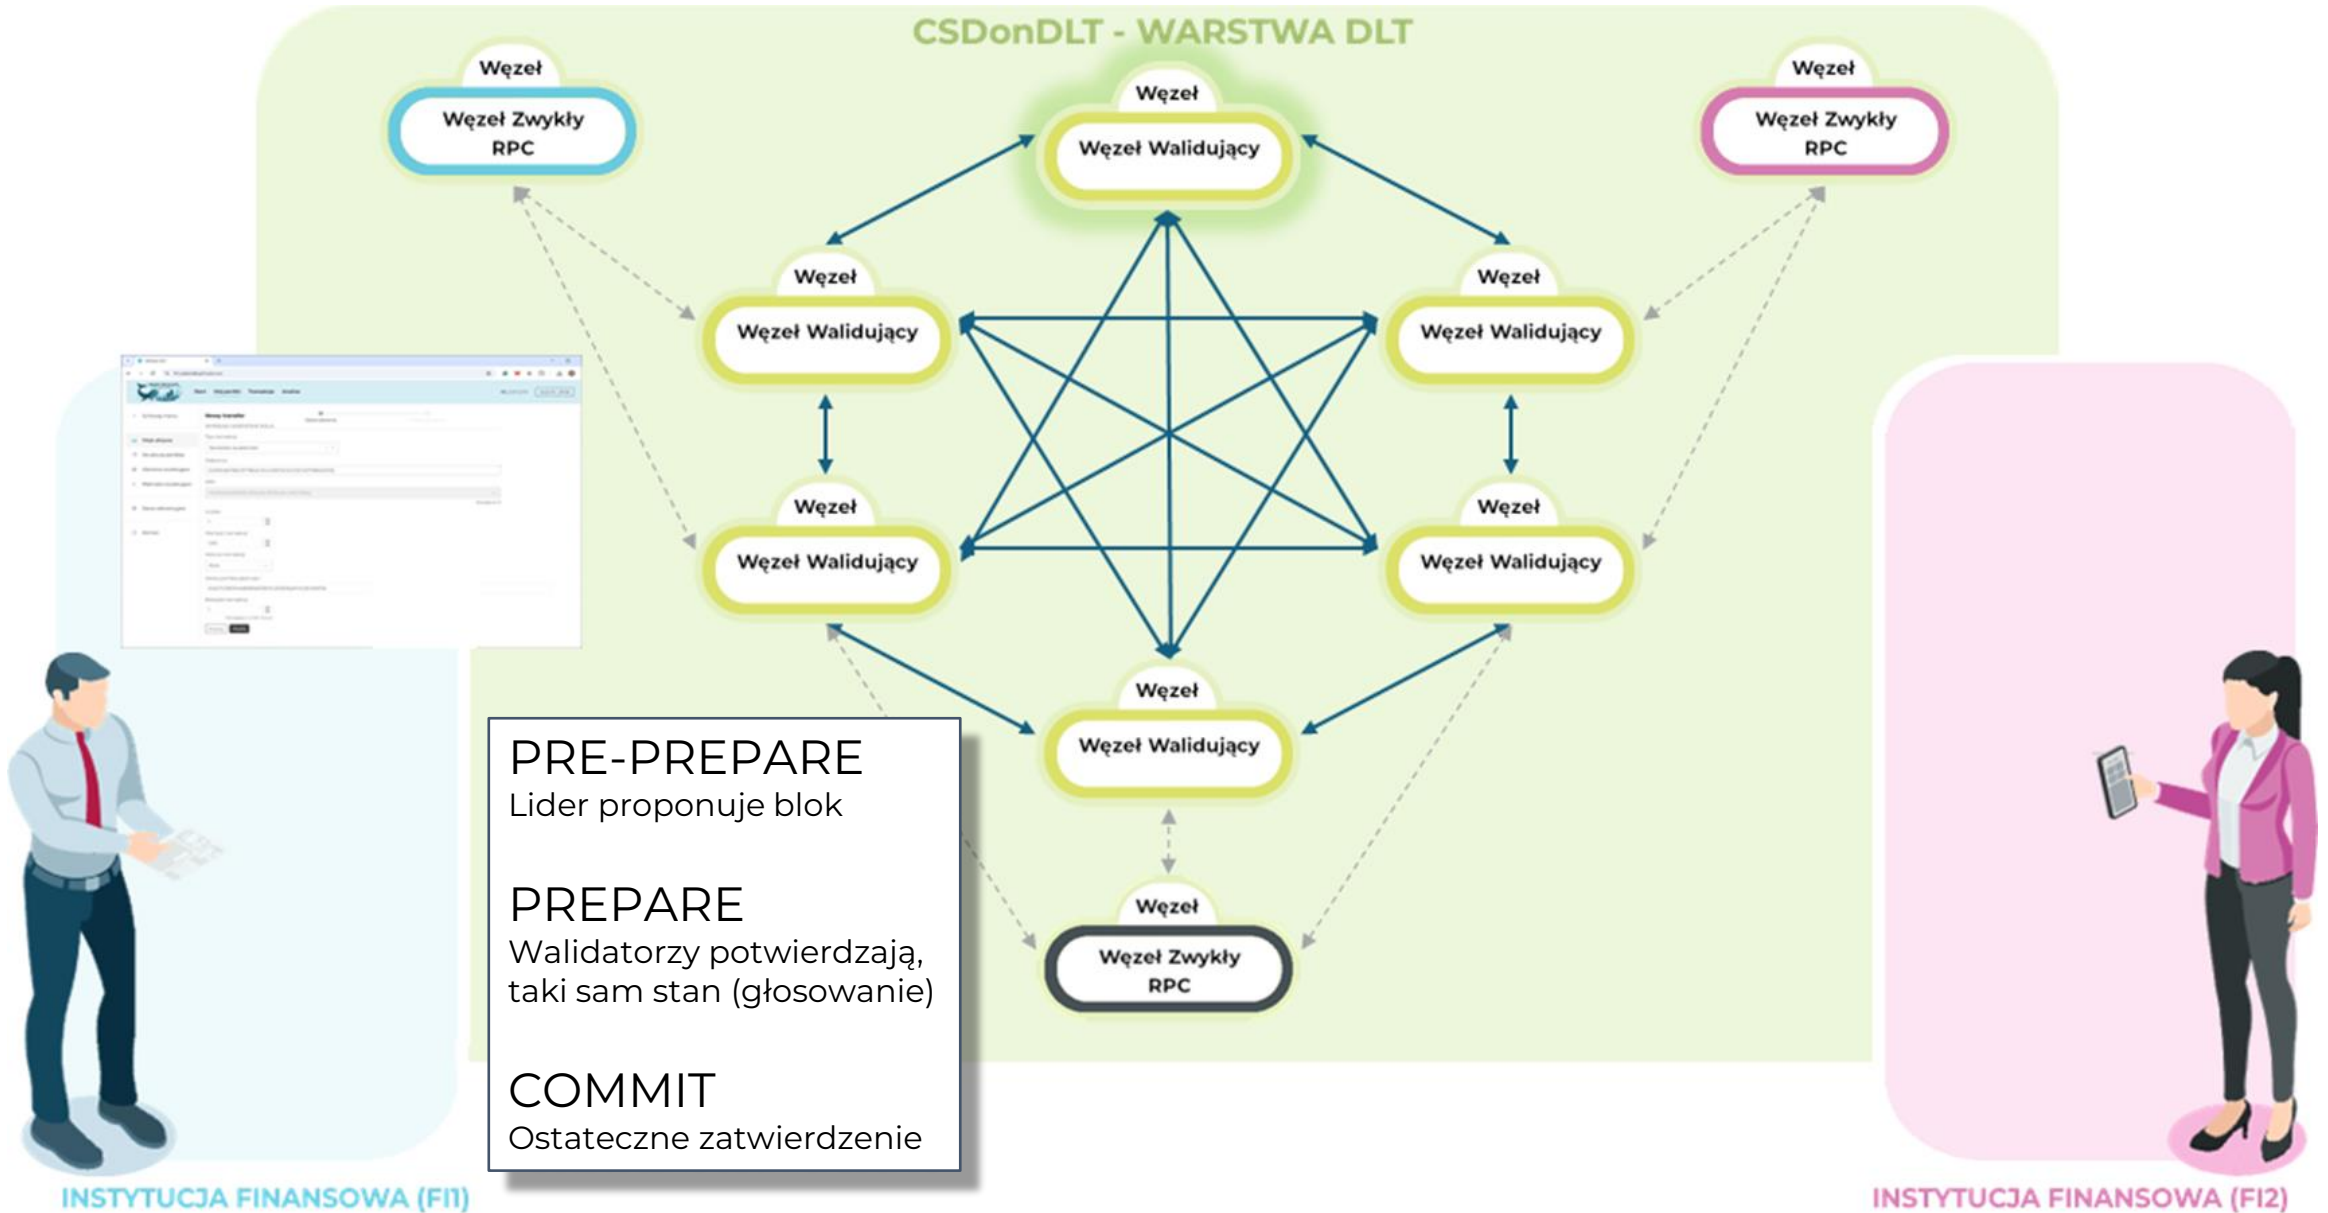 CSDonDLT - WARSTWA DLT
Węzeł
Węzeł Zwykły
RPC
Węzeł
Węzeł Walidujący
Węzeł
Węzeł Zwykły
RPC
Węzeł
Węzeł Walidujący
Węzeł
Węzeł Walidujący
Nowy transfer
Węzeł
Węzeł Walidujący
Węzeł
Węzeł Walidujący
Węzeł
Węzeł Walidujący
PRE-PREPARE
Lider proponuje blok
PREPARE
Walidatorzy potwierdzają,
taki sam stan (głosowanie)
COMMIT
Ostateczne zatwierdzenie
Węzeł
Węzeł Zwykły
RPC
INSTYTUCJA FINANSOWA (FI1)
INSTYTUCJA FINANSOWA (FI2)